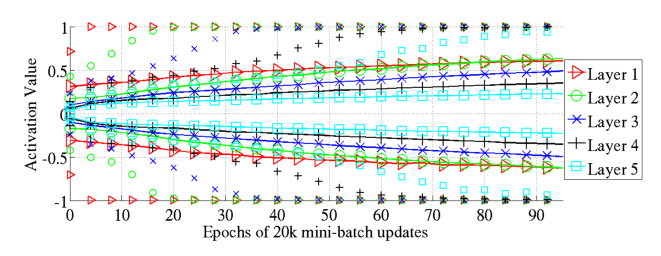 1
0.5
0
-0.5
-1
Activation Value
0 10 20 30 40 50 60 70 80 90
Epochs of 20k mini-batch updates
Layer 1
Layer 2
Layer 3
Layer 4
Layer 5